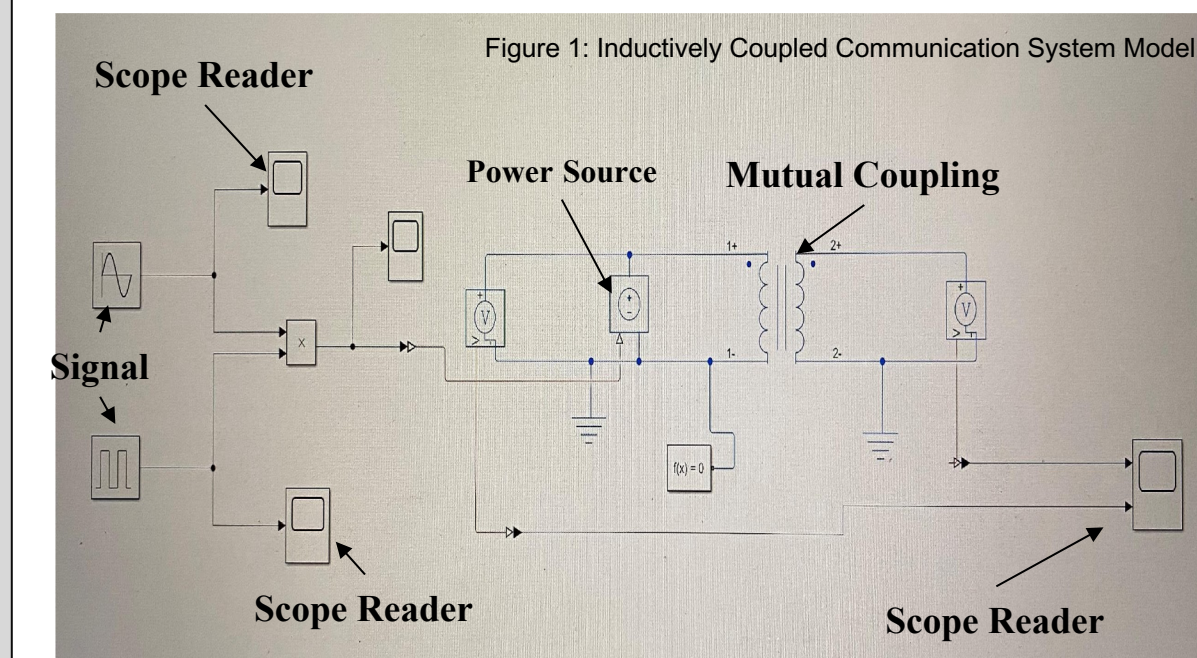 Figure 1: Inductively Coupled Communication System Model
Scope Reader
Power Source
Mutual Coupling
1+
2+
+
+
-
+
V
V
x
Signal
1-
2-
f(x) = 0
Scope Reader
Scope Reader